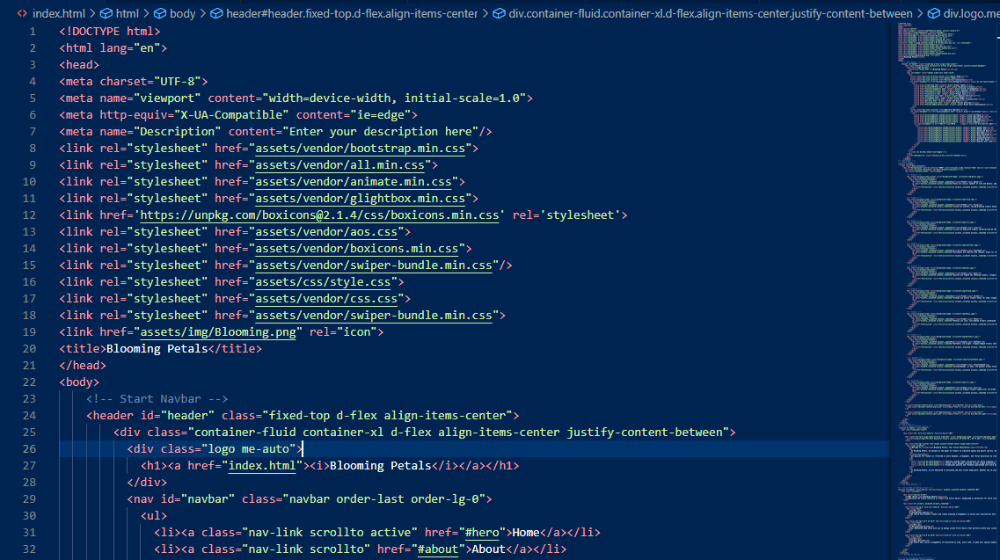 index.html > html > body > header#header.fixed-top.d-flex.align-items-center > div.container-fluid.container-xl.d-flex.align-items-center.justify-content-between > div.logo.me
1 <!DOCTYPE html>
2 <html lang="en">
3 <head>
4 <meta charset="UTF-8">
5 <meta name="viewport" content="width=device-width, initial-scale=1.0">
6 <meta http-equiv="X-UA-Compatible" content="ie=edge">
7 <meta name="Description" content="Enter your description here"/>
8 <link rel="stylesheet" href="assets/vendor/bootstrap.min.css">
9 <link rel="stylesheet" href="assets/vendor/all.min.css">
10 <link rel="stylesheet" href="assets/vendor/animate.min.css">
11 <link rel="stylesheet" href="assets/vendor/glightbox.min.css">
12 <link href='https://unpkg.com/boxicons@2.1.4/css/boxicons.min.css' rel='stylesheet'>
13 <link rel="stylesheet" href="assets/vendor/aos.css">
14 <link rel="stylesheet" href="assets/vendor/boxicons.min.css">
15 <link rel="stylesheet" href="assets/vendor/swiper-bundle.min.css"/>
16 <link rel="stylesheet" href="assets/css/style.css">
17 <link rel="stylesheet" href="assets/vendor/css.css">
18 <link rel="stylesheet" href="assets/vendor/swiper-bundle.min.css">
19 <link href="assets/img/Blooming.png" rel="icon">
20 <title>Blooming Petals</title>
21 </head>
22 <body>
23 <!-- Start Navbar -->
24 <header id="header" class="fixed-top d-flex align-items-center">
25 <div class="container-fluid container-xl d-flex align-items-center justify-content-between">
26 <div class="logo me-auto">
27 <h1><a href="index.html"><i>Blooming Petals</i></a></h1>
28 </div>
29 <nav id="navbar" class="navbar order-last order-lg-0">
30 <ul>
31 <li><a class="nav-link scrollto active" href="#hero">Home</a></li>
32 <li><a class="nav-link scrollto" href="#about">About</a></li>